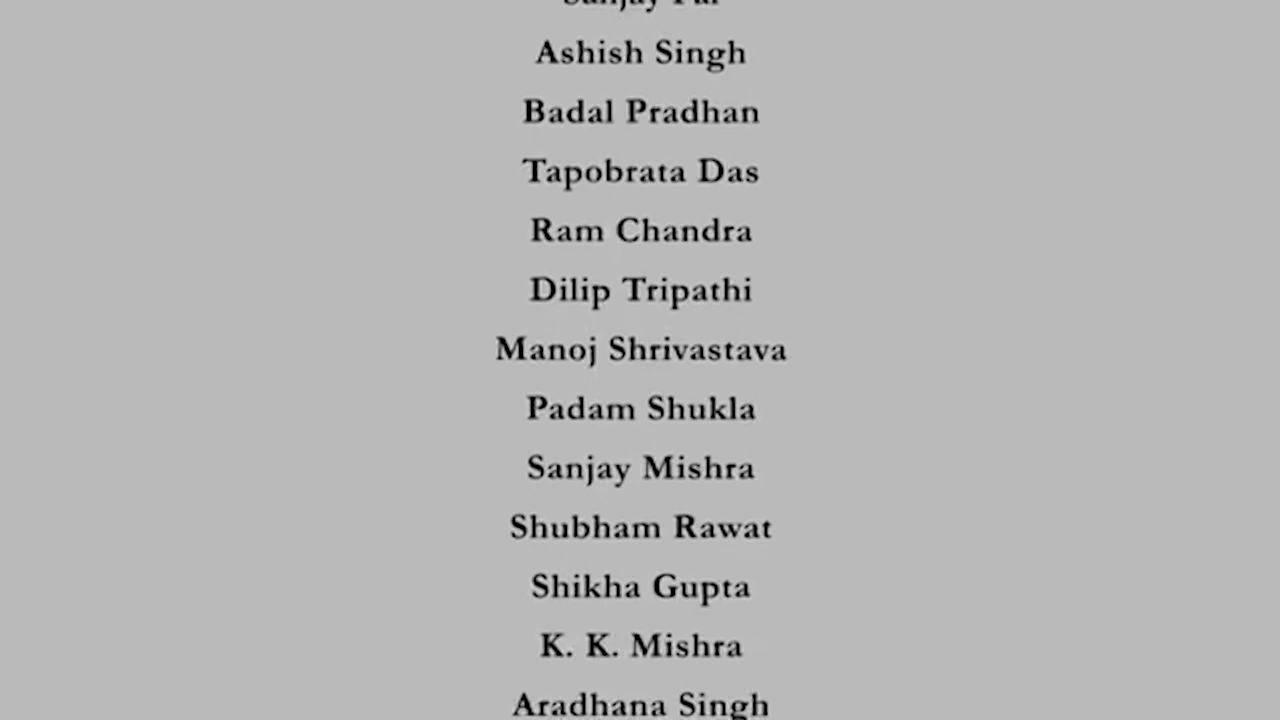 Ashish Singh
Badal Pradhan
Tapobrata Das
Ram Chandra
Dilip Tripathi
Manoj Shrivastava
Padam Shukla
Sanjay Mishra
Shubham Rawat
Shikha Gupta
K. K. Mishra
Aradhana Singh